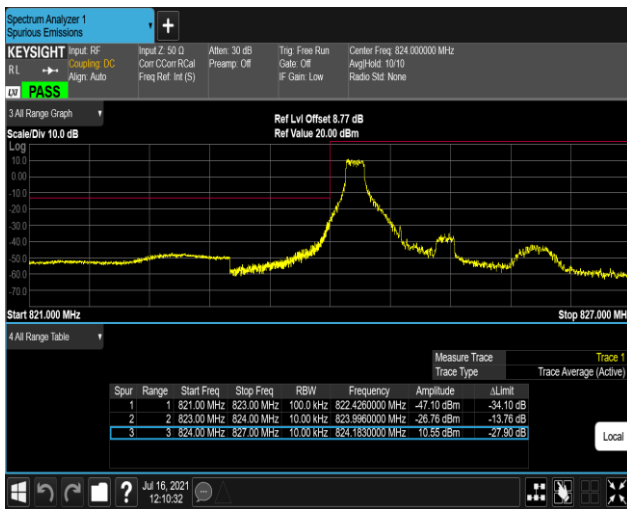 Spectrum Analyzer 1
Spurious Emissions
+
KEYSIGHT Input: RF Input Z: 50 Ω Atten: 30 dB Trig: Free Run Center Freq: 824.000000 MHz
RL Coupling: DC Corr CCorr RCal Preamp: Off Gate: Off Avg|Hold: 10/10
Align: Auto Freq Ref: Int (S) IF Gain: Low Radio Std: None
LXI PASS
3 All Range Graph
Ref Lvl Offset 8.77 dB
Scale/Div 10.0 dB Ref Value 20.00 dBm
Log
10.0
0.00
-10.0
-20.0
-30.0
-40.0
-50.0
-60.0
-70.0
Start 821.000 MHz Stop 827.000 MH
4 All Range Table
Measure Trace Trace 1
Trace Type Trace Average (Active)
Spur Range Start Freq Stop Freq RBW Frequency Amplitude ΔLimit
1 1 821.00 MHz 823.00 MHz 100.0 kHz 822.4260000 MHz -47.10 dBm -34.10 dB
2 2 823.00 MHz 824.00 MHz 10.00 kHz 823.9960000 MHz -26.76 dBm -13.76 dB
3 3 824.00 MHz 827.00 MHz 10.00 kHz 824.1830000 MHz 10.55 dBm -27.90 dB
Local
? Jul 16, 2021
12:10:32